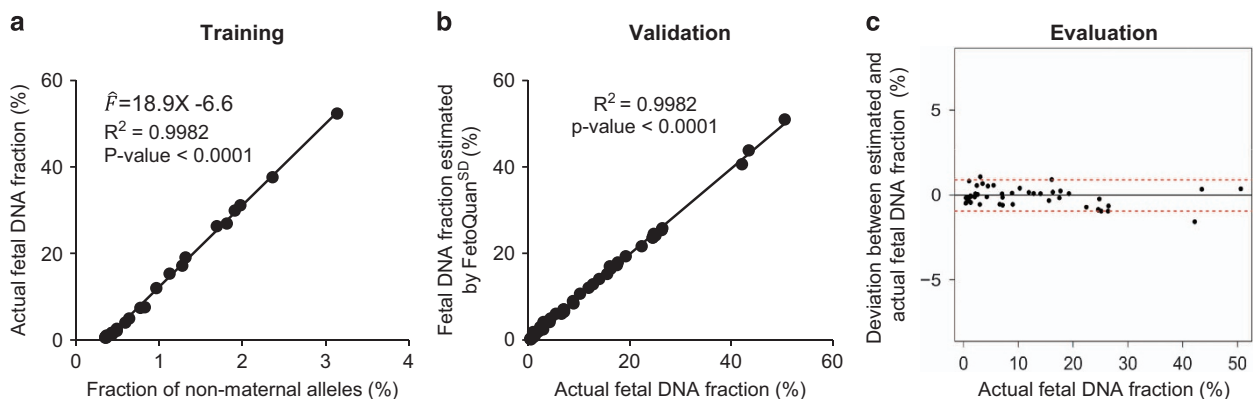 a
Training
60
40
20
0
0
1
2
3
4
F̂=18.9X -6.6
R² = 0.9982
P-value < 0.0001
Actual fetal DNA fraction (%)
Fraction of non-maternal alleles (%)
b
Validation
60
40
20
0
0
20
40
60
R² = 0.9982
p-value < 0.0001
Fetal DNA fraction estimated
by FetoQuanSD (%)
Actual fetal DNA fraction (%)
c
Evaluation
5
0
−5
0
10
20
30
40
50
Deviation between estimated and
actual fetal DNA fraction (%)
Actual fetal DNA fraction (%)